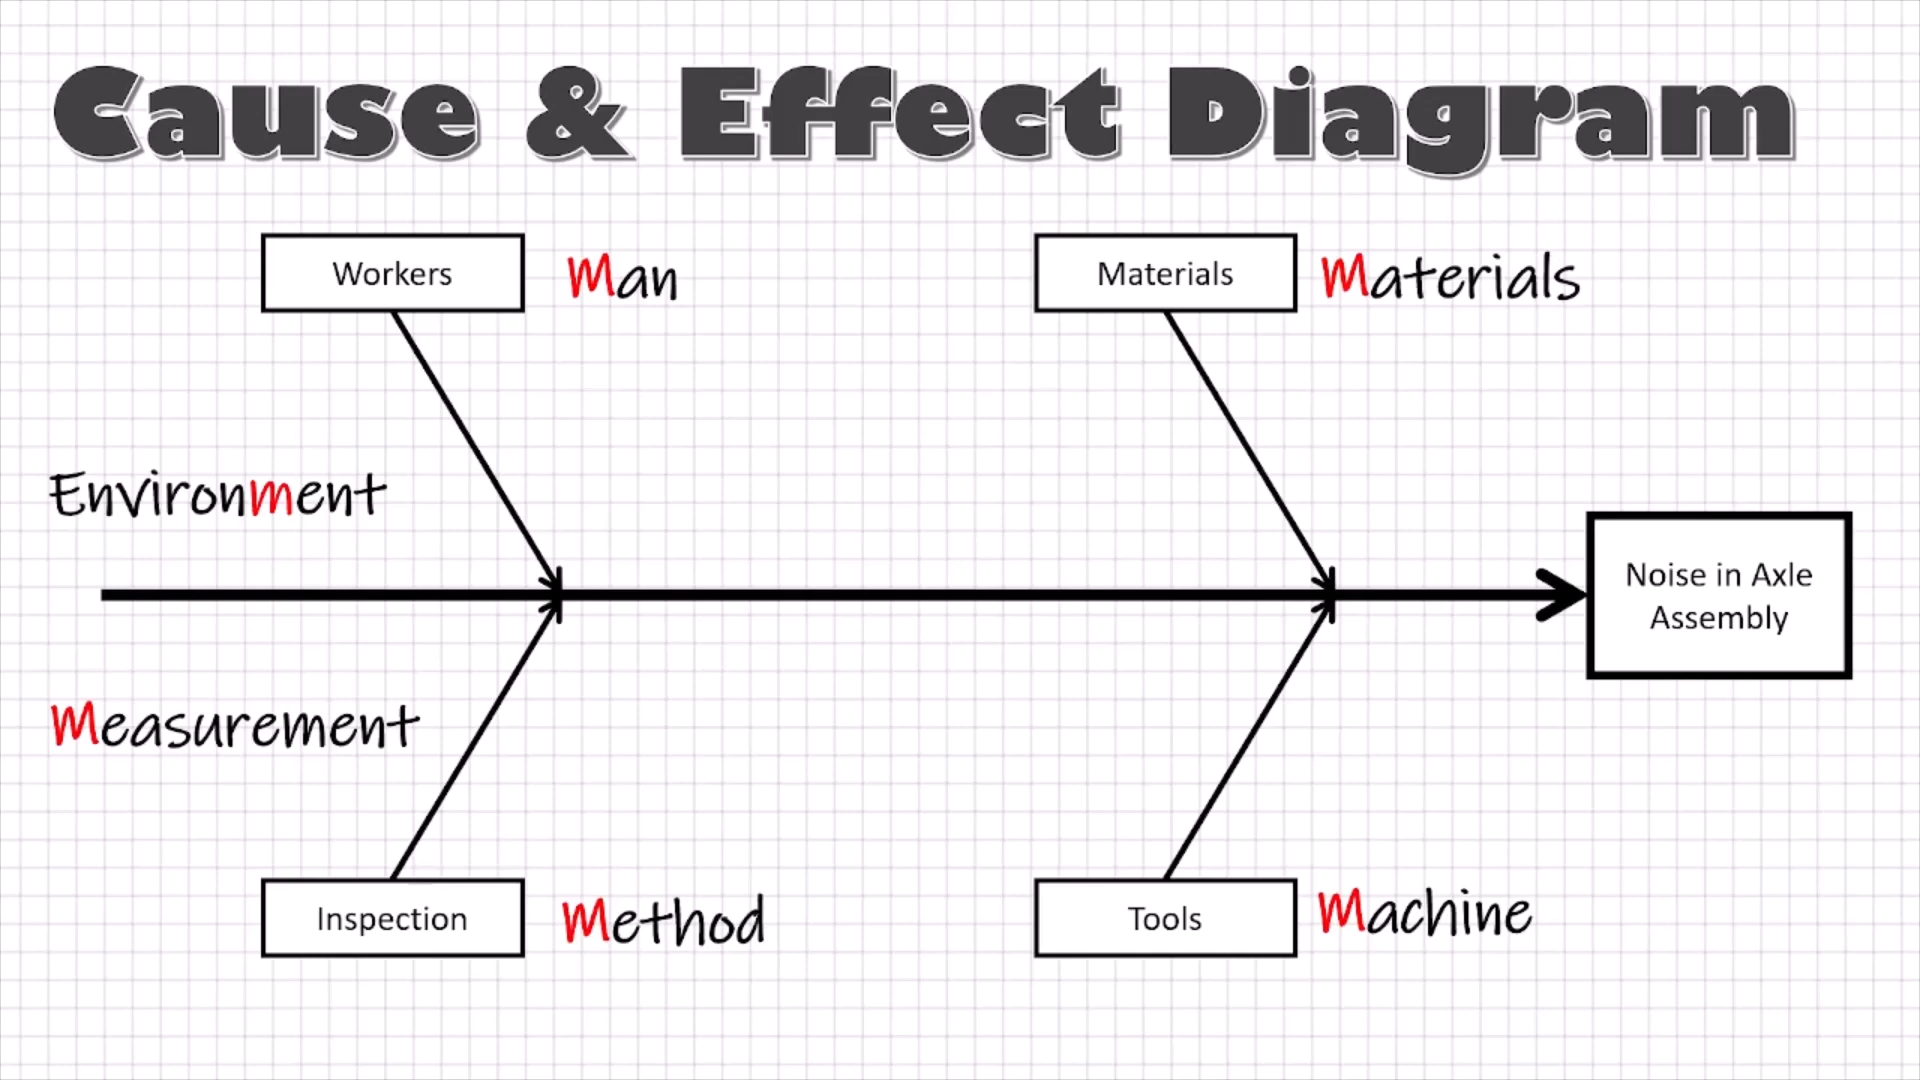 Cause & Effect Diagram
Workers
Man
Materials
Materials
Environment
Noise in Axle
Assembly
Measurement
Inspection
Method
Tools
Machine